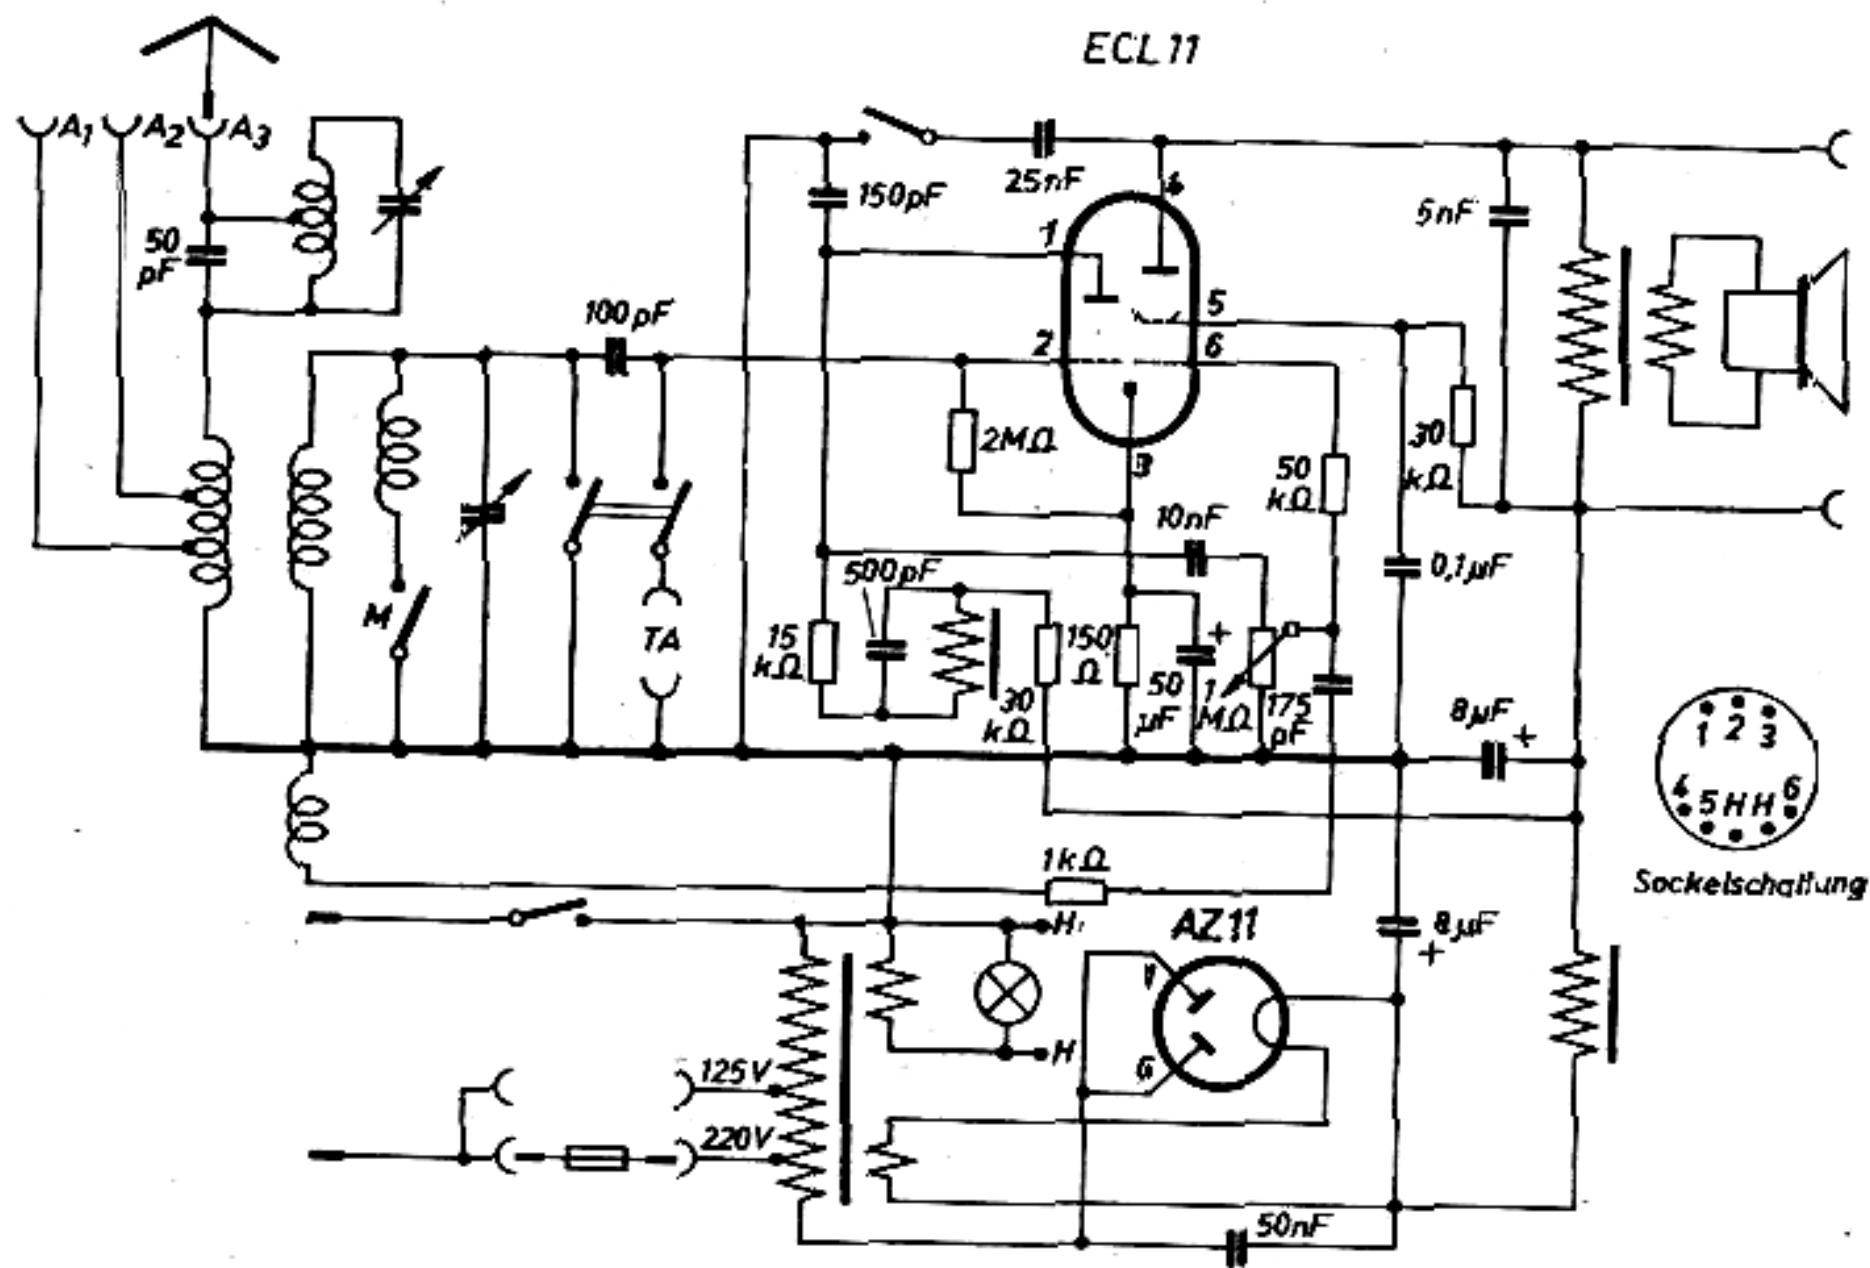 ECL11
A1 A2 A3
50
pF
150pF
25nF
4
1
5nF
100pF
5
2
6
2MΩ
3
50
kΩ
30
kΩ
10nF
500pF
0,1µF
M
TA
15
kΩ
30
kΩ
150
Ω
50
µF
+
1
MΩ
175
pF
8µF
+
1 2 3
4 5 H H 6
Sockelschaltung
1kΩ
H
AZ11
8µF
+
H
6
125V
220V
50nF